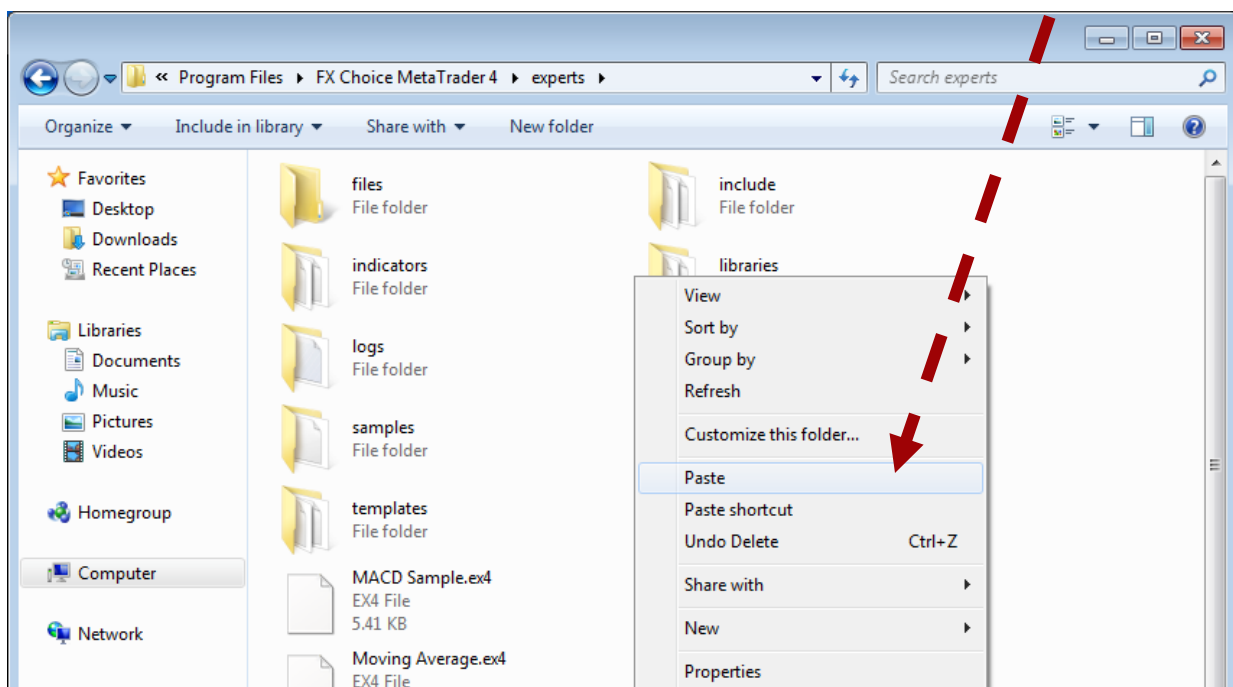 « Program Files ▸ FX Choice MetaTrader 4 ▸ experts ▸
Search experts
Organize ▾ Include in library ▾ Share with ▾ New folder
Favorites
Desktop
Downloads
Recent Places
Libraries
Documents
Music
Pictures
Videos
Homegroup
Computer
Network
files
File folder
include
File folder
indicators
File folder
libraries
logs
File folder
samples
File folder
templates
File folder
MACD Sample.ex4
EX4 File
5.41 KB
Moving Average.ex4
EX4 File
View
Sort by
Group by
Refresh
Customize this folder...
Paste
Paste shortcut
Undo Delete Ctrl+Z
Share with
New
Properties